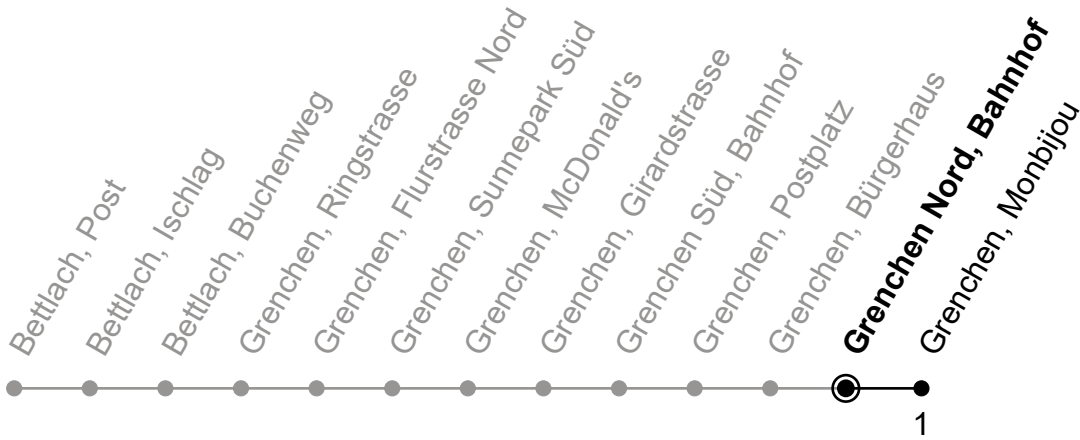 Bettlach, Post
Bettlach, Ischlag
Bettlach, Buchenweg
Grenchen, Ringstrasse
Grenchen, Flurstrasse Nord
Grenchen, Sunnepark Süd
Grenchen, McDonald's
Grenchen, Girardstrasse
Grenchen Süd, Bahnhof
Grenchen, Postplatz
Grenchen, Bürgerhaus
Grenchen Nord, Bahnhof
Grenchen, Monbijou
1